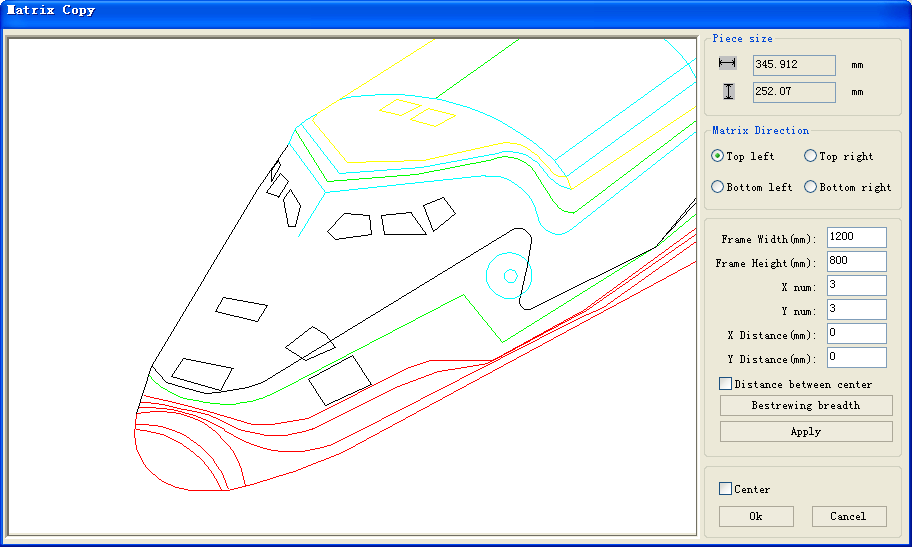 Matrix Copy
Piece size
345.912 mm
252.07 mm
Matrix Direction
Top left Top right
Bottom left Bottom right
Frame Width(mm): 1200
Frame Height(mm): 800
X num: 3
Y num: 3
X Distance(mm): 0
Y Distance(mm): 0
Distance between center
Bestrewing breadth
Apply
Center
Ok Cancel